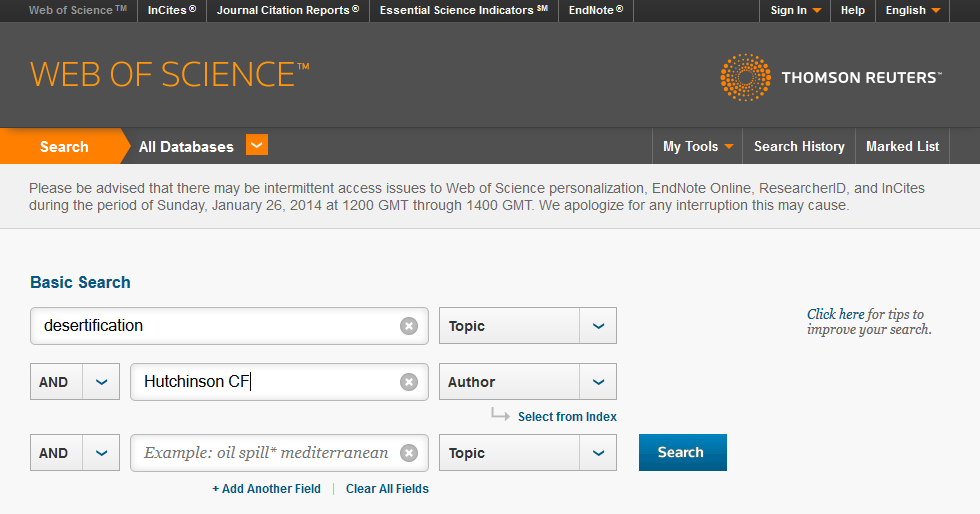 Web of Science™ InCites® Journal Citation Reports® Essential Science Indicators℠ EndNote® Sign In Help English
WEB OF SCIENCE™
THOMSON REUTERS™
Search All Databases My Tools Search History Marked List
Please be advised that there may be intermittent access issues to Web of Science personalization, EndNote Online, ResearcherID, and InCites
during the period of Sunday, January 26, 2014 at 1200 GMT through 1400 GMT. We apologize for any interruption this may cause.
Basic Search
desertification Topic
Click here for tips to
improve your search.
AND Hutchinson CF Author
Select from Index
AND Example: oil spill* mediterranean Topic Search
+ Add Another Field | Clear All Fields